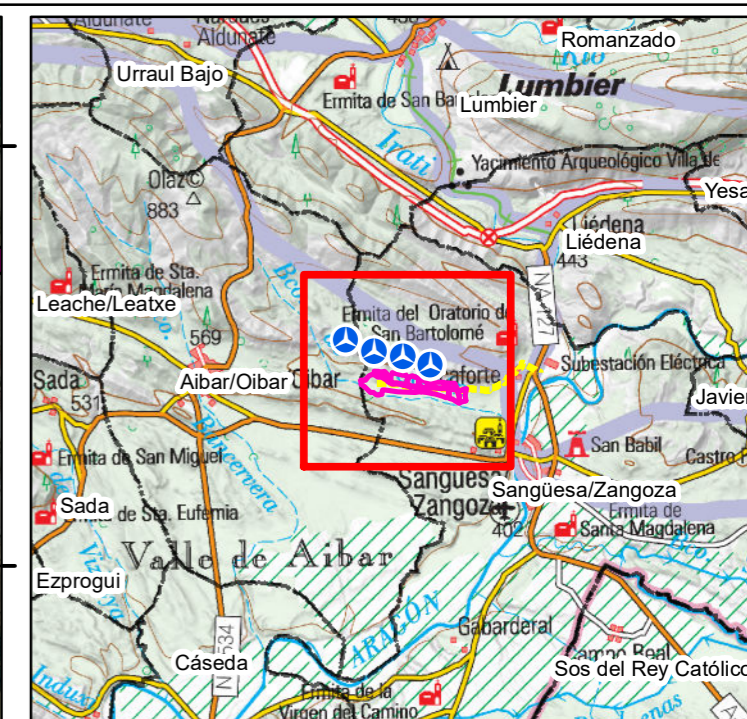 Aldunate
Romanzado
Urraul Bajo
Lumbier
Ermita de San
Lumbier
Irati
Yacimiento Arqueológico Villa de
Olaz
883
Yesa
Liédena
Liédena
443
Ermita de Sta.
María Magdalena
Leache/Leatxe
NA-127
Ermita del Oratorio de
San Bartolomé
569
Subestación Eléctrica
Sada
Aibar/Oibar
Oibar
531
Javier
San Babil
Castro
Ermita de San Miguel
Sangüesa
Zangoza
Sangüesa/Zangoza
Sada
Ermita de Sta. Eufemia
402
Ermita de
Santa Magdalena
Valle de Aibar
Ezprogui
ARAGÓN
534
Gabarderal
Cáseda
Campo Real
Sos del Rey Católico
Ermita de la
Virgen del Camino